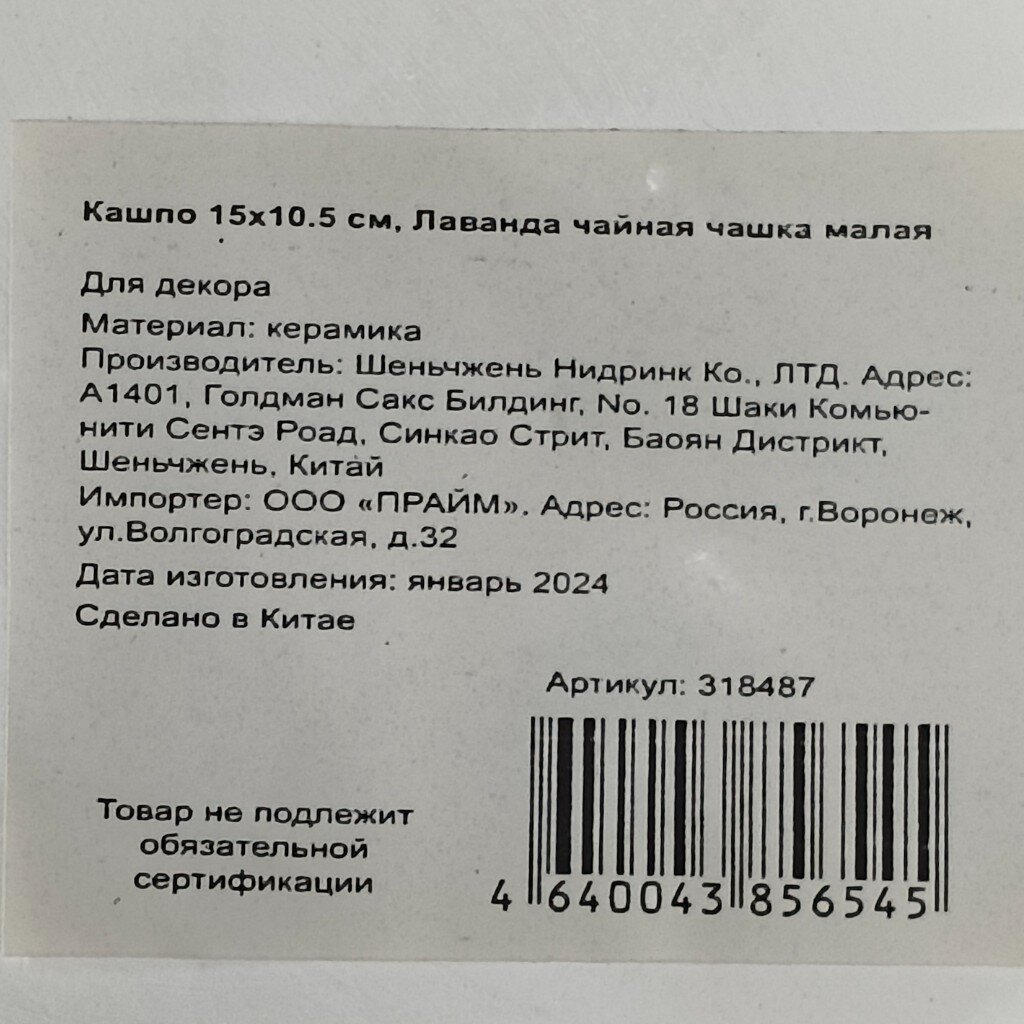 Кашпо 15х10.5 см, Лаванда чайная чашка малая
Для декора
Материал: керамика
Производитель: Шеньчжень Нидринк Ко., ЛТД. Адрес:
А1401, Голдман Сакс Билдинг, No. 18 Шаки Комью-
нити Сентэ Роад, Синкао Стрит, Баоян Дистрикт,
Шеньчжень, Китай
Импортер: ООО «ПРАЙМ». Адрес: Россия, г.Воронеж,
ул.Волгоградская, д.32
Дата изготовления: январь 2024
Сделано в Китае
Артикул: 318487
Товар не подлежит
обязательной
сертификации
4 640043 856545